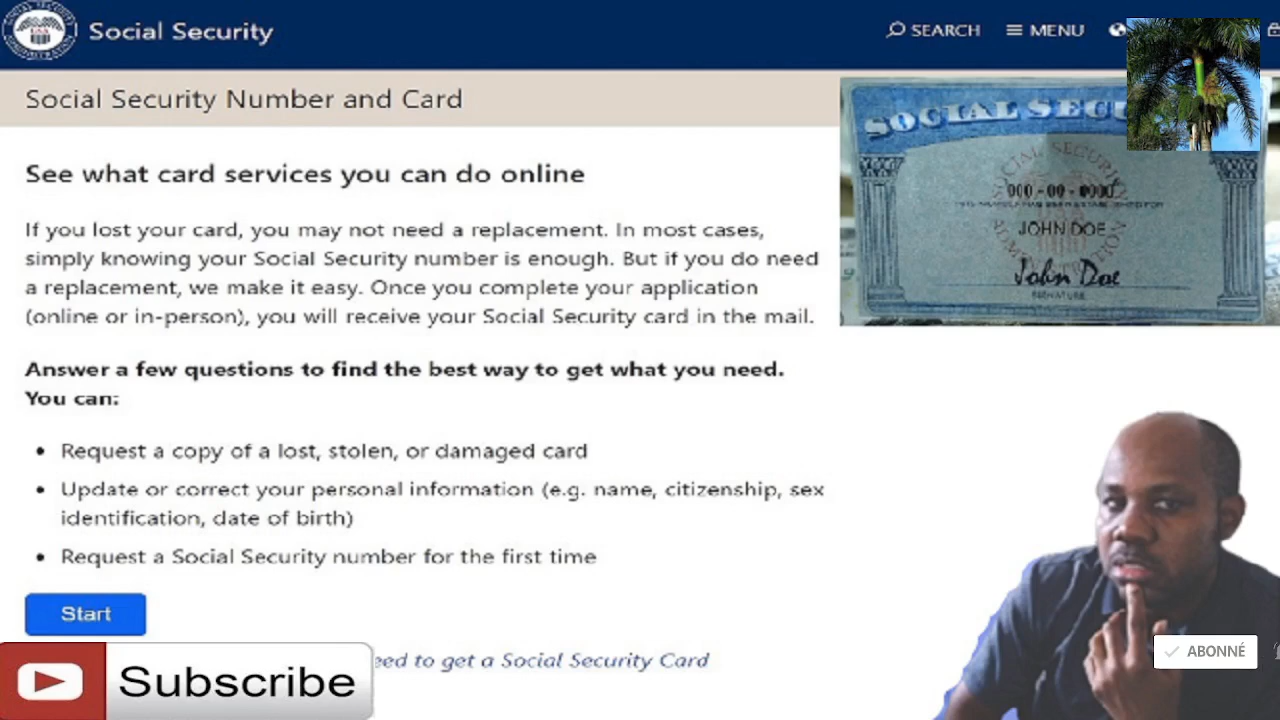 Social Security
SEARCH
MENU
Social Security Number and Card
SOCIAL SECU
000-00-0000
JOHN DOE
John Doe
SIGNATURE
See what card services you can do online
If you lost your card, you may not need a replacement. In most cases,
simply knowing your Social Security number is enough. But if you do need
a replacement, we make it easy. Once you complete your application
(online or in-person), you will receive your Social Security card in the mail.
Answer a few questions to find the best way to get what you need.
You can:
• Request a copy of a lost, stolen, or damaged card
• Update or correct your personal information (e.g. name, citizenship, sex
identification, date of birth)
• Request a Social Security number for the first time
Start
eed to get a Social Security Card
Subscribe
ABONNÉ